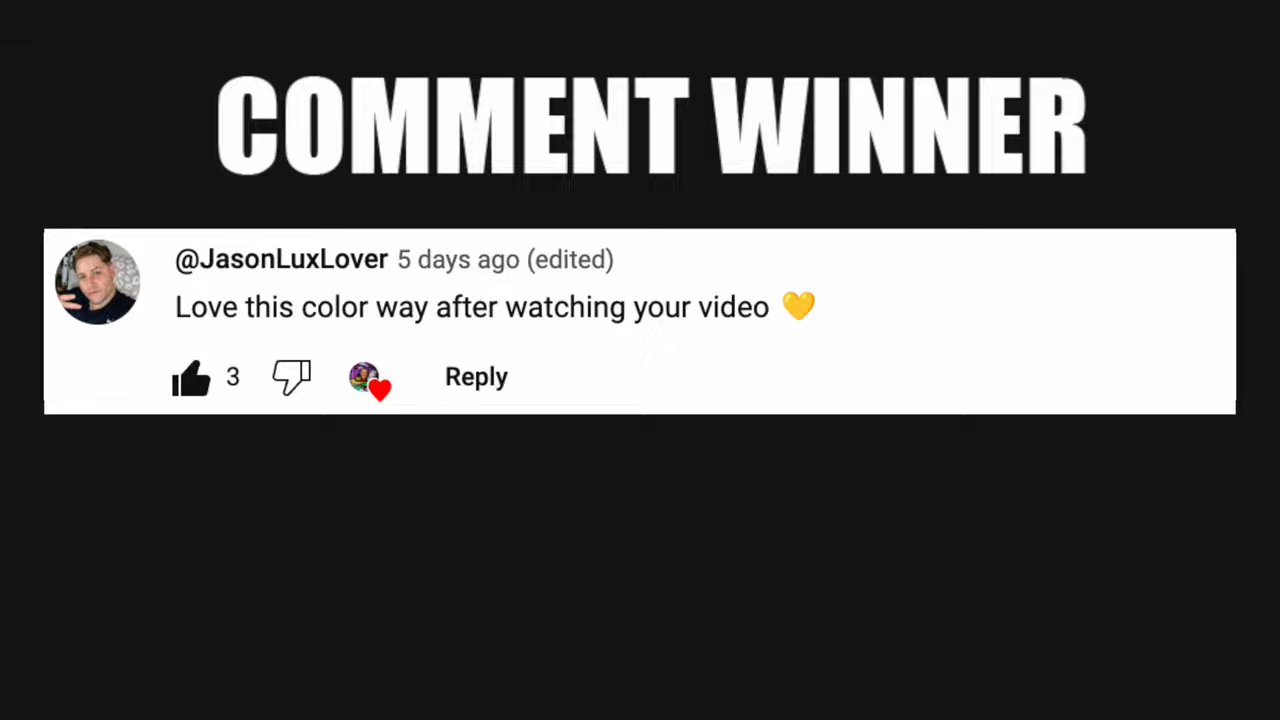 COMMENT WINNER
@JasonLuxLover 5 days ago (edited)
Love this color way after watching your video 💛
3 Reply